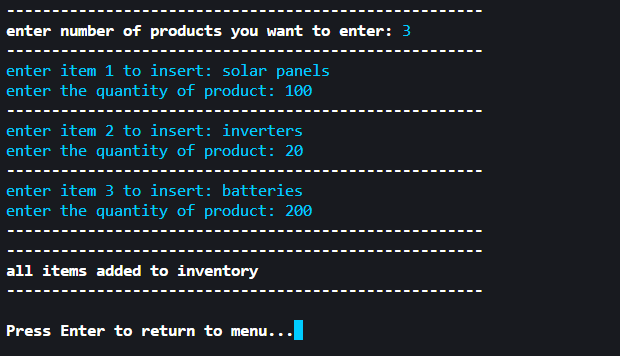 -----------------------------------------------------
enter number of products you want to enter: 3
-----------------------------------------------------
enter item 1 to insert: solar panels
enter the quantity of product: 100
-----------------------------------------------------
enter item 2 to insert: inverters
enter the quantity of product: 20
-----------------------------------------------------
enter item 3 to insert: batteries
enter the quantity of product: 200
-----------------------------------------------------
-----------------------------------------------------
all items added to inventory
-----------------------------------------------------
Press Enter to return to menu...